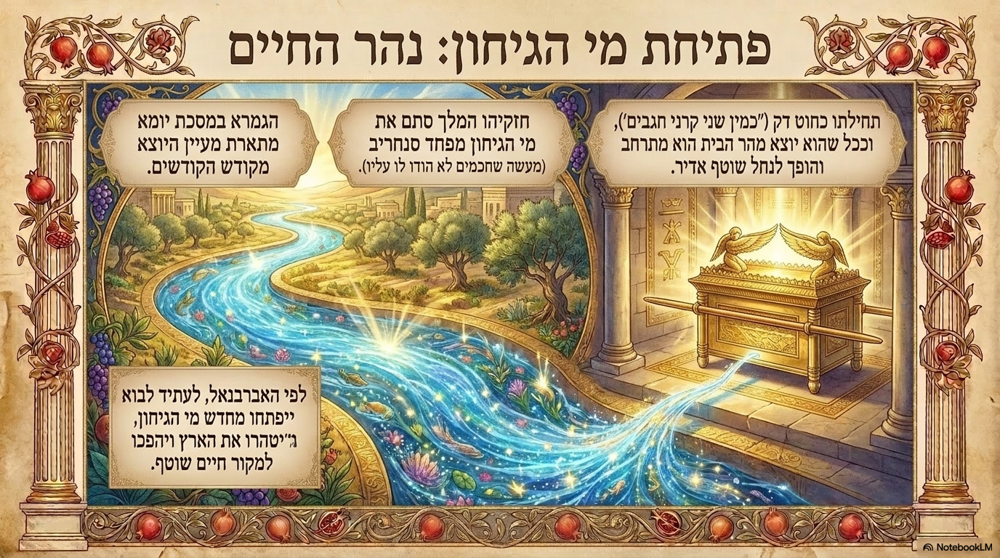 פתיחת מי הגיחון: נהר החיים
תחילתו כחוט דק ("כמין שני קרני חגבים'),
וככל שהוא יוצא מהר הבית הוא מתרחב
והופך לנחל שוטף אדיר.
חזקיהו המלך סתם את
מי הגיחון מפחד סנחריב
(מעשה שחכמים לא הודו לו עליו).
הגמרא במסכת יומא
מתארת מעיין היוצא
מקודש הקודשים.
לפי האברבנאל, לעתיד לבוא
ייפתחו מחדש מי הגיחון,
את הארץ ויהפכו
למקור חיים שוטף.
NotebookLM